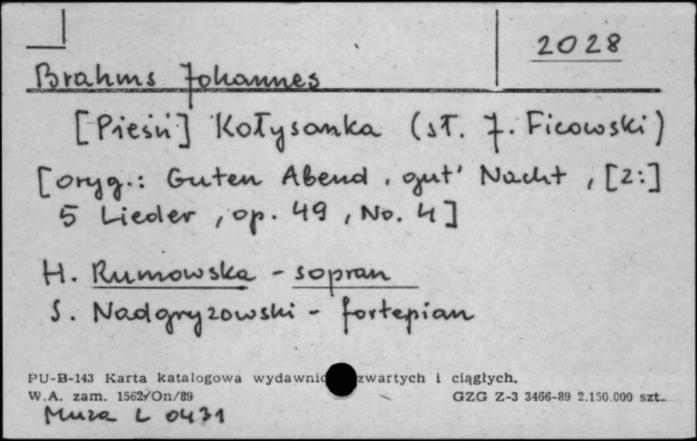 2028
Brahms Johannes
[Pieśń] Kołysanka (sł. J. Ficowski)
[oryg.: Guten Abend, gut' Nacht, [z:]
5 Lieder, op. 49, No. 4]
H. Rumowska - sopran
S. Nadgryzowski - fortepian
PU-B-143 Karta katalogowa wydawnic zwartych i ciągłych.
W.A. zam. 1562/On/89 GZG Z-3 3466-89 2.150.000 szt.
Muza L 0431